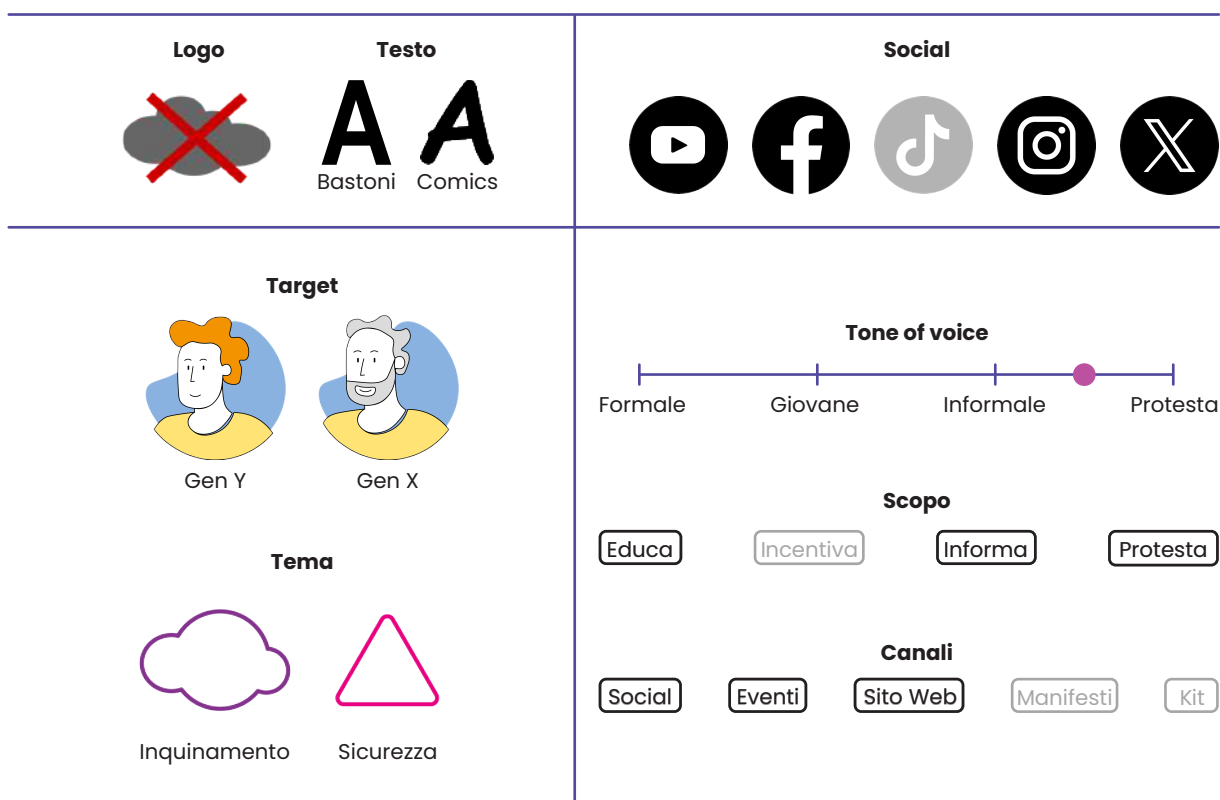 Logo
Testo
A A
Bastoni Comics
Social
Target
Gen Y Gen X
Tema
Inquinamento Sicurezza
Tone of voice
Formale Giovane Informale Protesta
Scopo
Educa Incentiva Informa Protesta
Canali
Social Eventi Sito Web Manifesti Kit